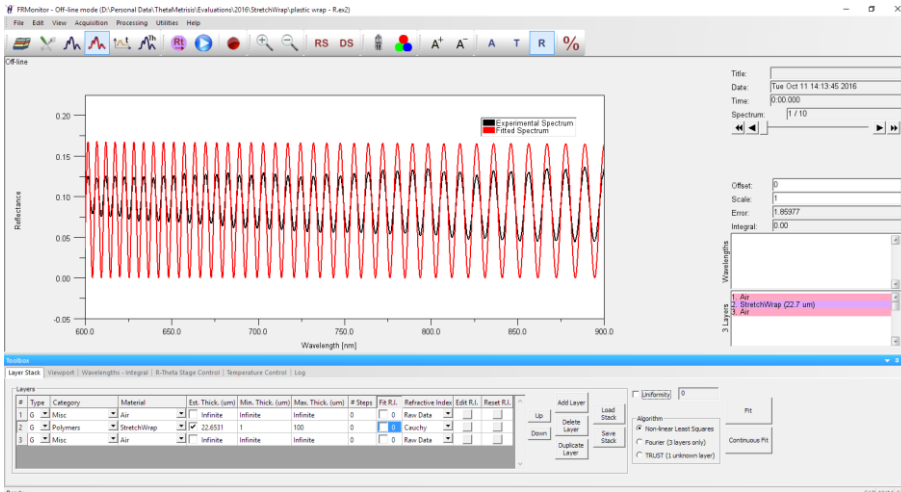 FRMonitor - Off-line mode (D:\Personal Data\ThetaMetrisis\Evaluations\2016\StretchWrap\plastic wrap - R.ex2)
File Edit View Acquisition Processing Utilities Help
Rt RS DS A+ A- A T R %
Off-line
Title:
Date: Tue Oct 11 14:13:45 2016
Time: 0:00.000
Spectrum: 1 / 10
Experimental Spectrum
Fitted Spectrum
0.20
0.15
0.10
0.05
0.00
-0.05
Reflectance
600.0 650.0 700.0 750.0 800.0 850.0 900.0
Wavelength [nm]
Offset: 0
Scale: 1
Error: 1.85977
Integral: 0.00
Wavelengths
3 Layers
1. Air
2. StretchWrap (22.7 um)
3. Air
Toolbox
Layer Stack Viewport Wavelengths - Integral R-Theta Stage Control Temperature Control Log
Layers
# Type Category Material Est. Thick. (um) Min. Thick. (um) Max. Thick. (um) # Steps Fit R.I. Refractive Index Edit R.I. Reset R.I.
1 G Misc Air Infinite Infinite Infinite 0 0 Raw Data
2 G Polymers StretchWrap 22.6531 1 100 0 0 Cauchy
3 G Misc Air Infinite Infinite Infinite 0 0 Raw Data
Up
Down
Add Layer
Delete Layer
Duplicate Layer
Load Stack
Save Stack
Uniformity 0
Algorithm
Non-linear Least Squares
Fourier (3 layers only)
TRUST (1 unknown layer)
Fit
Continuous Fit